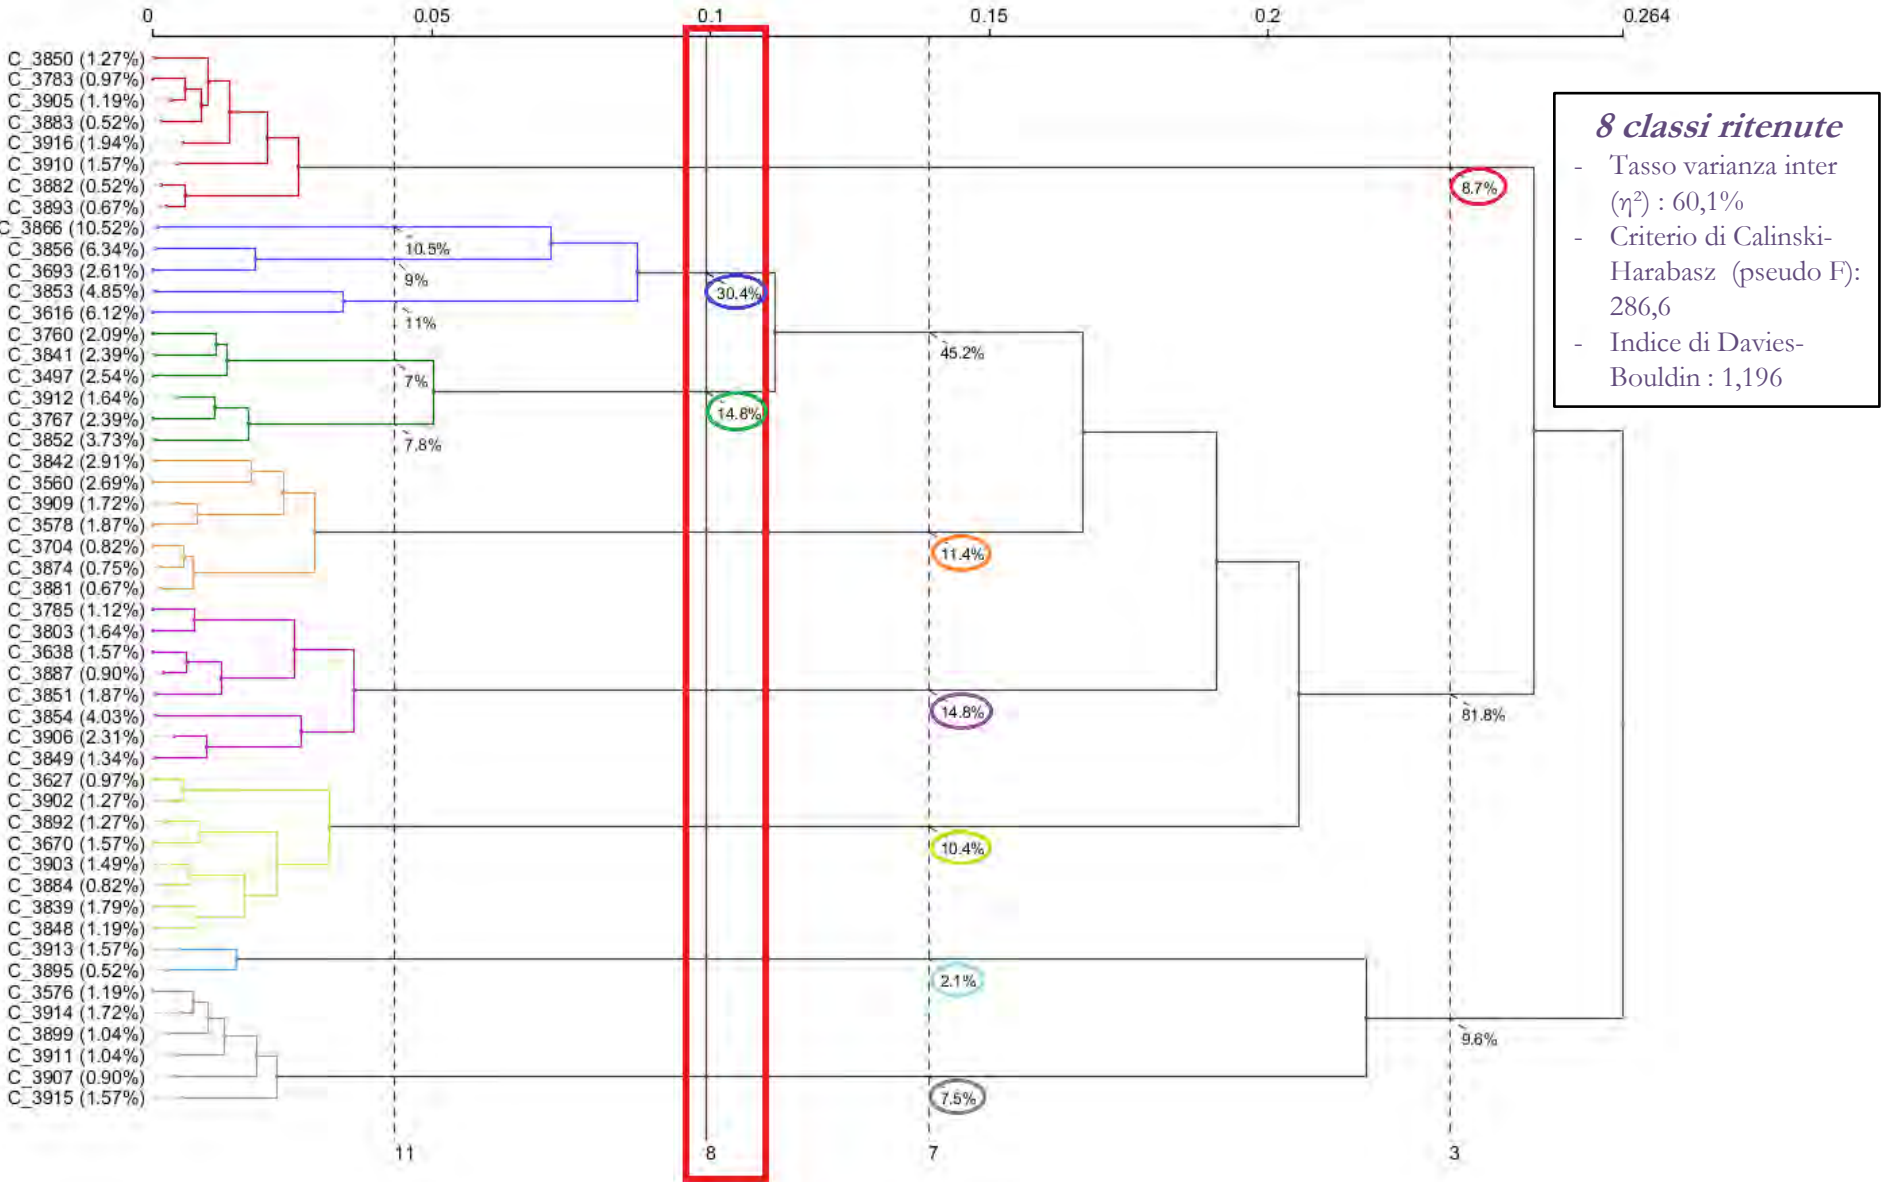 0 0.05 0.1 0.15 0.2 0.264
C_3850 (1.27%)
C_3783 (0.97%)
C_3905 (1.19%)
C_3883 (0.52%)
C_3916 (1.94%)
C_3910 (1.57%)
C_3882 (0.52%)
C_3893 (0.67%)
C_3866 (10.52%)
C_3856 (6.34%)
C_3693 (2.61%)
C_3853 (4.85%)
C_3616 (6.12%)
C_3760 (2.09%)
C_3841 (2.39%)
C_3497 (2.54%)
C_3912 (1.64%)
C_3767 (2.39%)
C_3852 (3.73%)
C_3842 (2.91%)
C_3560 (2.69%)
C_3909 (1.72%)
C_3578 (1.87%)
C_3704 (0.82%)
C_3874 (0.75%)
C_3881 (0.67%)
C_3785 (1.12%)
C_3803 (1.64%)
C_3638 (1.57%)
C_3887 (0.90%)
C_3851 (1.87%)
C_3854 (4.03%)
C_3906 (2.31%)
C_3849 (1.34%)
C_3627 (0.97%)
C_3902 (1.27%)
C_3892 (1.27%)
C_3670 (1.57%)
C_3903 (1.49%)
C_3884 (0.82%)
C_3839 (1.79%)
C_3848 (1.19%)
C_3913 (1.57%)
C_3895 (0.52%)
C_3576 (1.19%)
C_3914 (1.72%)
C_3899 (1.04%)
C_3911 (1.04%)
C_3907 (0.90%)
C_3915 (1.57%)
10.5%
9%
11%
7%
7.8%
30.4%
14.8%
45.2%
11.4%
14.8%
10.4%
2.1%
7.5%
8.7%
81.8%
9.6%
11 8 7 3
8 classi ritenute
- Tasso varianza inter
(η²) : 60,1%
- Criterio di Calinski-
Harabasz (pseudo F):
286,6
- Indice di Davies-
Bouldin : 1,196